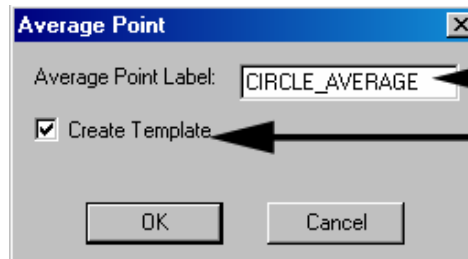 Average Point
Average Point Label: CIRCLE_AVERAGE
Create Template
OK Cancel